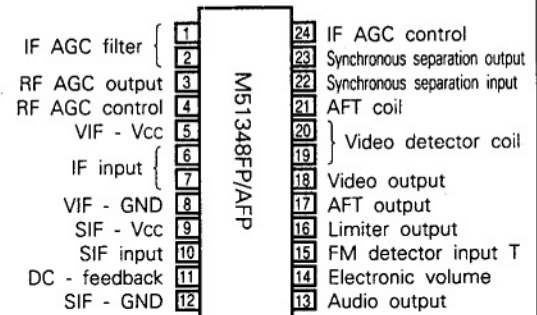 IF AGC filter
RF AGC output
RF AGC control
VIF - Vcc
IF input
VIF - GND
SIF - Vcc
SIF input
DC - feedback
SIF - GND
1
2
3
4
5
6
7
8
9
10
11
12
M51348FP/AFP
24
23
22
21
20
19
18
17
16
15
14
13
IF AGC control
Synchronous separation output
Synchronous separation input
AFT coil
Video detector coil
Video output
AFT output
Limiter output
FM detector input T
Electronic volume
Audio output